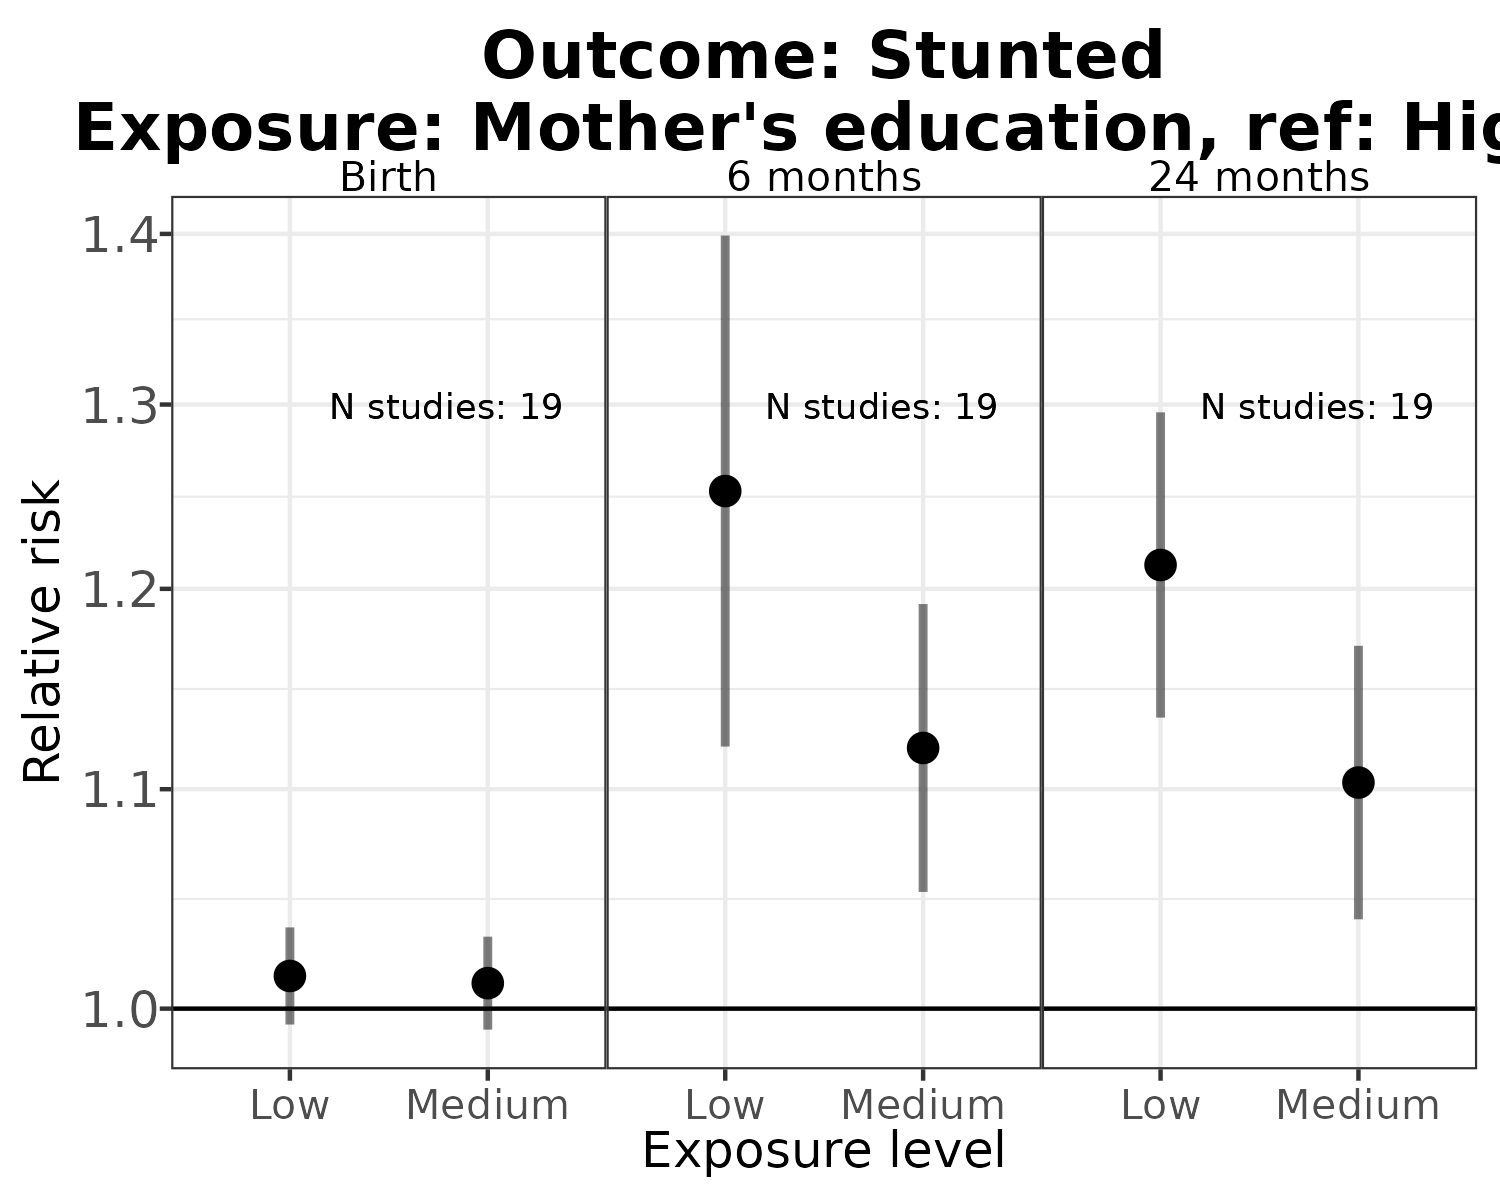 Outcome: Stunted
Exposure: Mother's education, ref: Hig
Birth
6 months
24 months
1.4
1.3
1.2
1.1
1.0
Relative risk
N studies: 19
N studies: 19
N studies: 19
Low
Medium
Low
Medium
Low
Medium
Exposure level